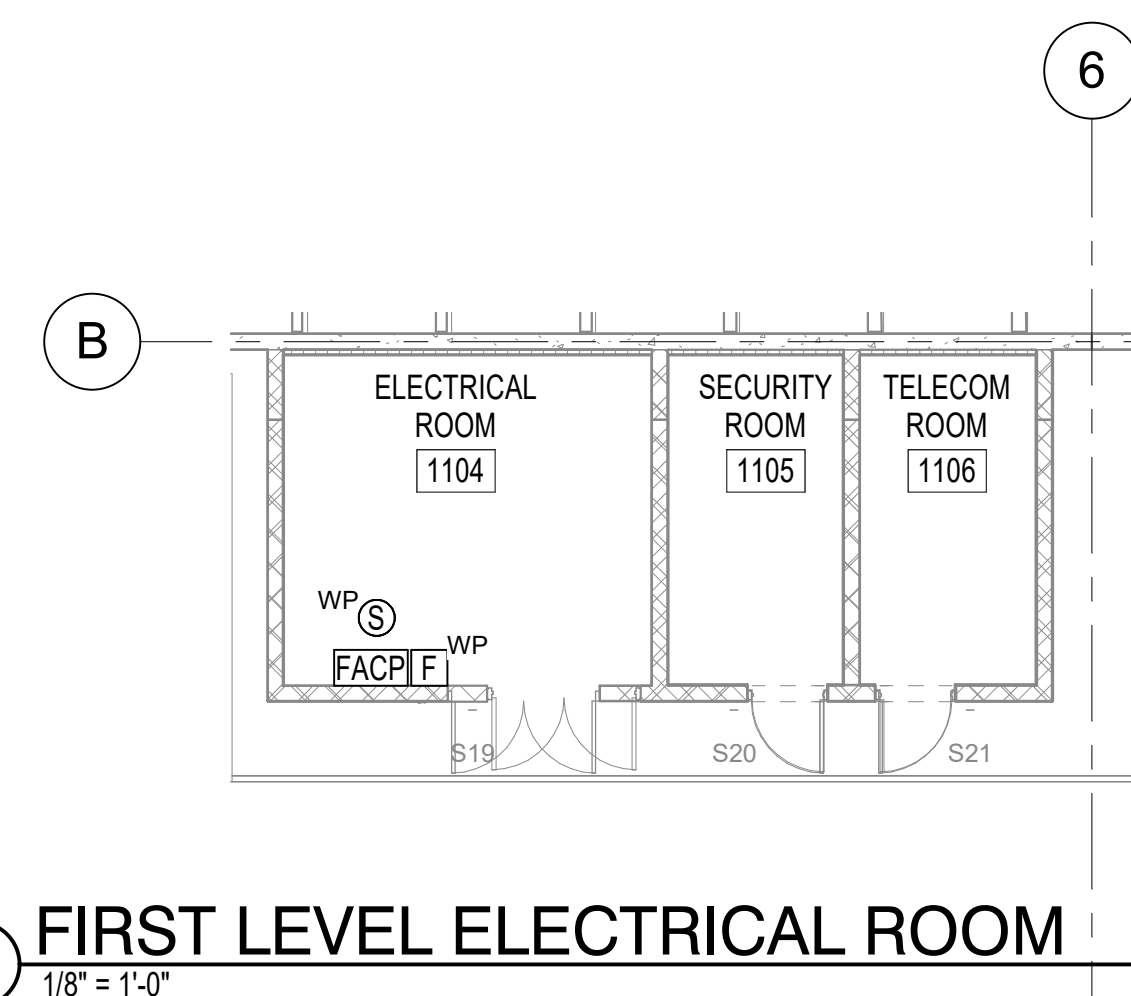 6
B
ELECTRICAL
ROOM
1104
SECURITY
ROOM
1105
TELECOM
ROOM
1106
WP
S
FACP
F
WP
S19
S20
S21
FIRST LEVEL ELECTRICAL ROOM
1/8" = 1'-0"